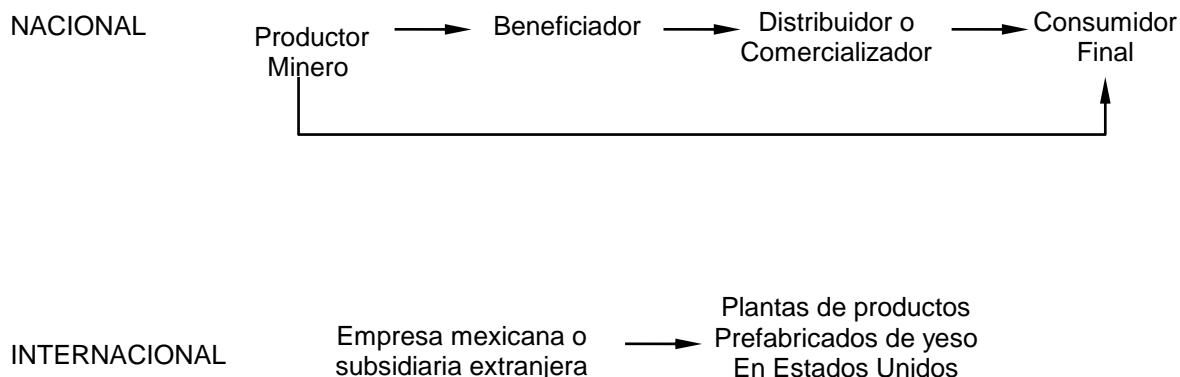 NACIONAL
Productor
Minero
Beneficiador
Distribuidor o
Comercializador
Consumidor
Final
INTERNACIONAL
Empresa mexicana o
subsidiaria extranjera
Plantas de productos
Prefabricados de yeso
En Estados Unidos